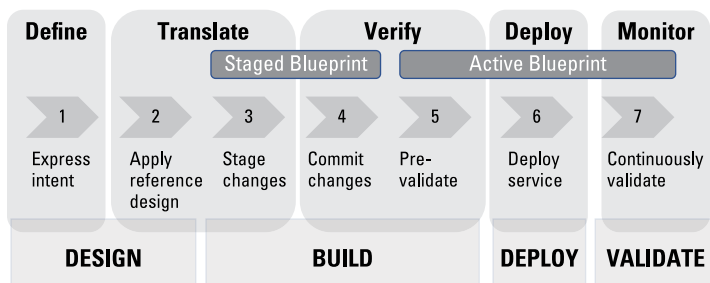 Define Translate Verify Deploy Monitor
Staged Blueprint Active Blueprint
1 2 3 4 5 6 7
Express Apply Stage Commit Pre- Deploy Continuously
intent reference changes changes validate service validate
design
DESIGN BUILD DEPLOY VALIDATE